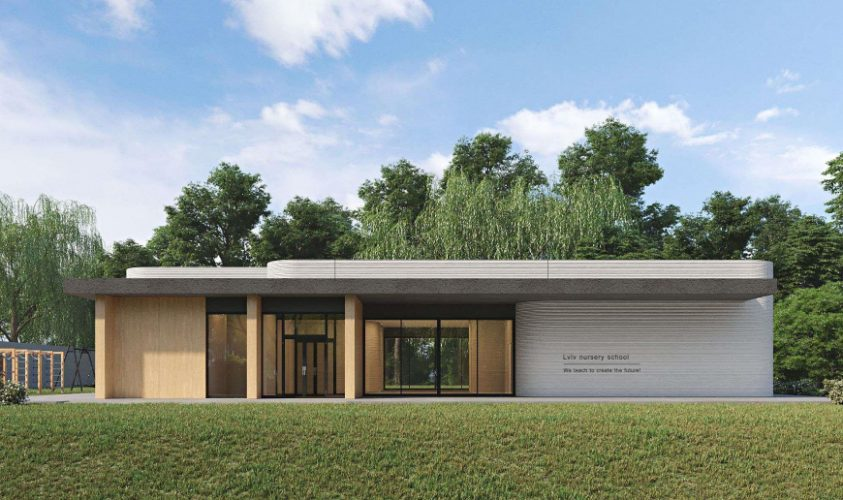 Lviv nursery school
We teach to create the future!